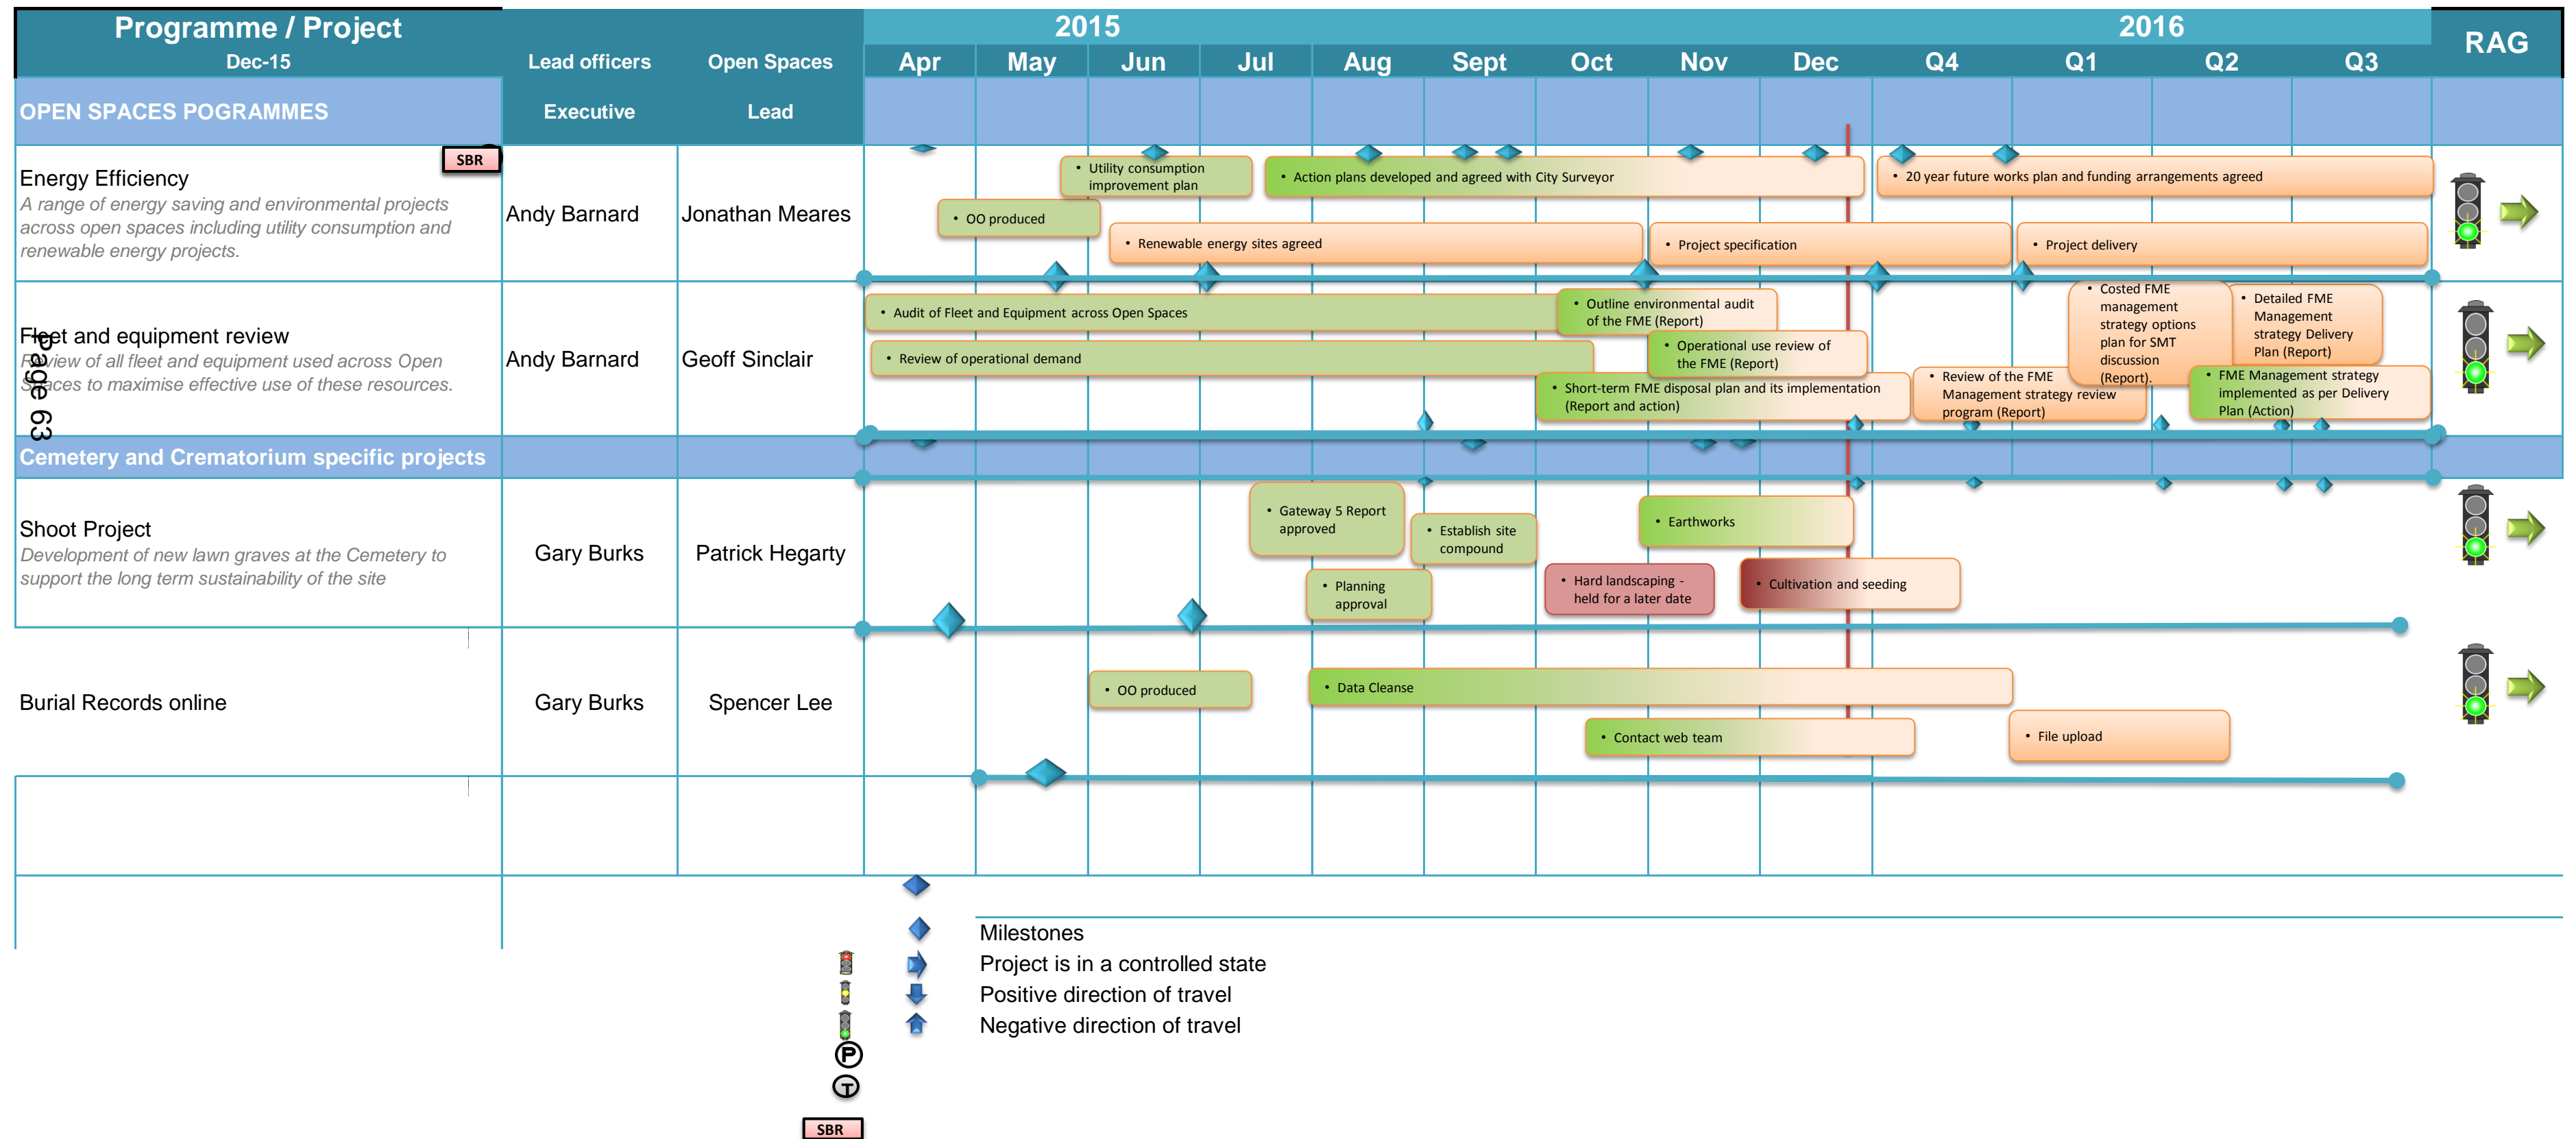 Programme / Project
Dec-15
Lead officers
Open Spaces
2015
2016
RAG
Apr
May
Jun
Jul
Aug
Sept
Oct
Nov
Dec
Q4
Q1
Q2
Q3
OPEN SPACES POGRAMMES
Executive
Lead
SBR
Energy Efficiency
A range of energy saving and environmental projects
across open spaces including utility consumption and
renewable energy projects.
Andy Barnard
Jonathan Meares
• Utility consumption
improvement plan
• Action plans developed and agreed with City Surveyor
• 20 year future works plan and funding arrangements agreed
• OO produced
• Renewable energy sites agreed
• Project specification
• Project delivery
Fleet and equipment review
Review of all fleet and equipment used across Open
Spaces to maximise effective use of these resources.
Page 63
Andy Barnard
Geoff Sinclair
• Audit of Fleet and Equipment across Open Spaces
• Outline environmental audit
of the FME (Report)
• Costed FME
management
strategy options
plan for SMT
discussion
(Report).
• Detailed FME
Management
strategy Delivery
Plan (Report)
• Review of operational demand
• Operational use review of
the FME (Report)
• Short-term FME disposal plan and its implementation
(Report and action)
• Review of the FME
Management strategy review
program (Report)
• FME Management strategy
implemented as per Delivery
Plan (Action)
Cemetery and Crematorium specific projects
Shoot Project
Development of new lawn graves at the Cemetery to
support the long term sustainability of the site
Gary Burks
Patrick Hegarty
• Gateway 5 Report
approved
• Establish site
compound
• Earthworks
• Planning
approval
• Hard landscaping -
held for a later date
• Cultivation and seeding
Burial Records online
Gary Burks
Spencer Lee
• OO produced
• Data Cleanse
• Contact web team
• File upload
Milestones
Project is in a controlled state
Positive direction of travel
Negative direction of travel
P
T
SBR